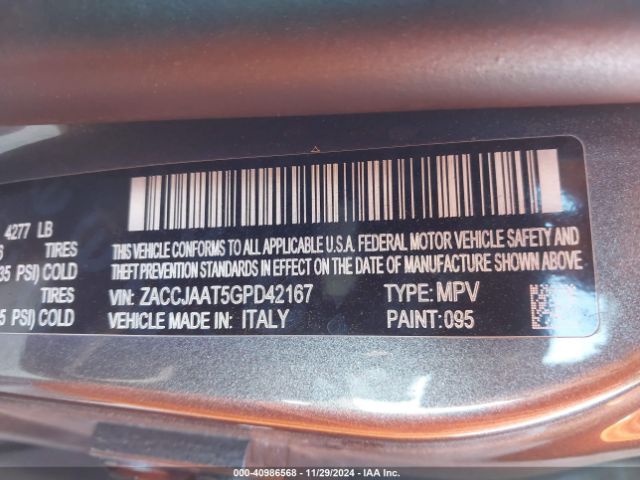 4277 LB
TIRES
35 PSI) COLD
TIRES
5 PSI) COLD
THIS VEHICLE CONFORMS TO ALL APPLICABLE U.S.A. FEDERAL MOTOR VEHICLE SAFETY AND
THEFT PREVENTION STANDARDS IN EFFECT ON THE DATE OF MANUFACTURE SHOWN ABOVE
VIN: ZACCJAAT5GPD42167 TYPE: MPV
VEHICLE MADE IN: ITALY PAINT: 095
000-40986568 - 11/29/2024 - IAA Inc.